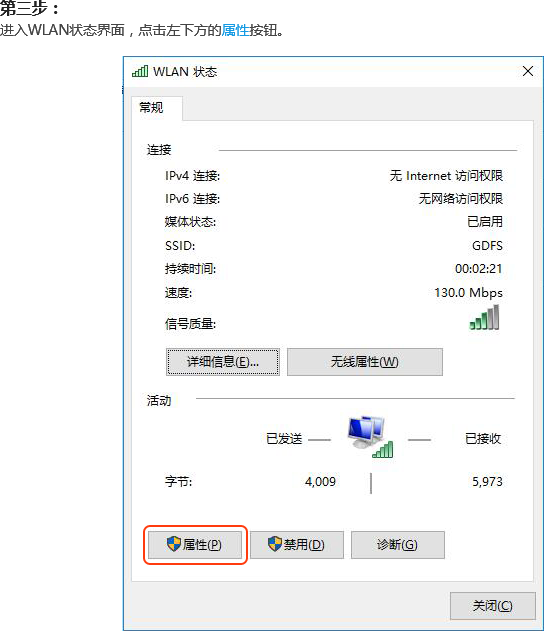 第三步：
进入WLAN状态界面，点击左下方的属性按钮。
WLAN 状态
常规
连接
IPv4 连接: 无 Internet 访问权限
IPv6 连接: 无网络访问权限
媒体状态: 已启用
SSID: GDFS
持续时间: 00:02:21
速度: 130.0 Mbps
信号质量:
详细信息(E)... 无线属性(W)
活动
已发送 已接收
字节: 4,009 5,973
属性(P) 禁用(D) 诊断(G)
关闭(C)